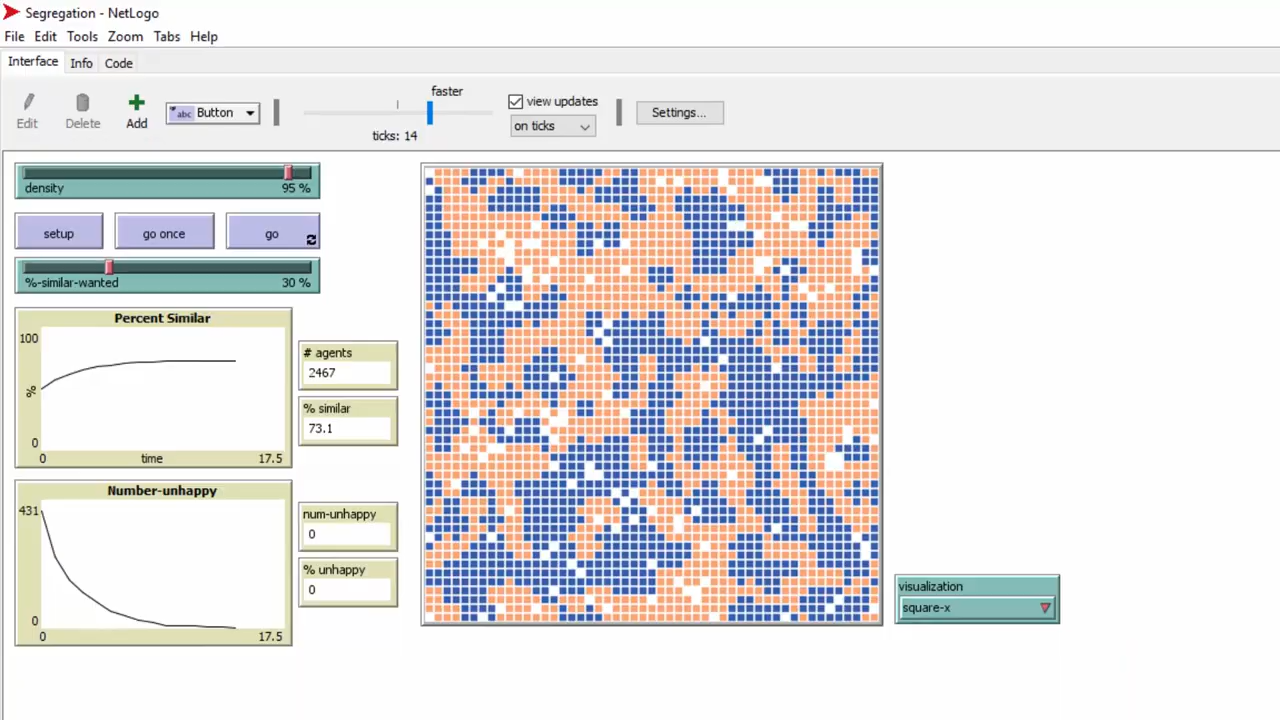 Segregation - NetLogo
File Edit Tools Zoom Tabs Help
Interface Info Code
Edit Delete Add abc Button faster ticks: 14 view updates on ticks Settings...
density 95 %
setup go once go
%-similar-wanted 30 %
Percent Similar
100
%
0
0 time 17.5
# agents
2467
% similar
73.1
Number-unhappy
431
0
0 17.5
num-unhappy
0
% unhappy
0
visualization
square-x